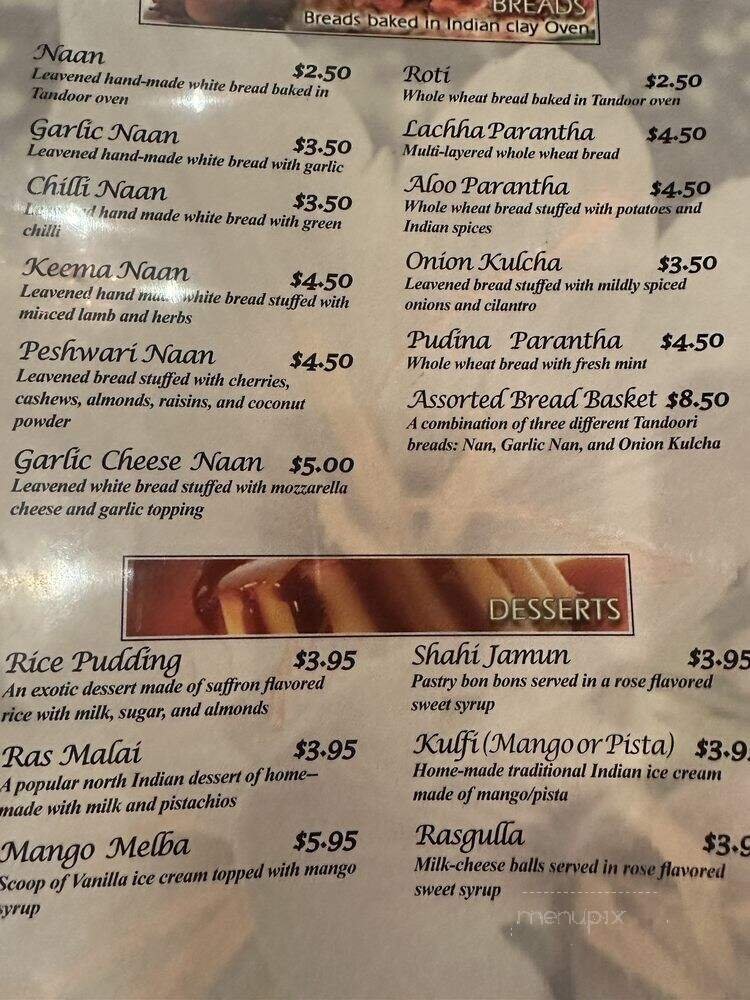 BREADS
Breads baked in Indian clay Oven.
Naan $2.50
Leavened hand-made white bread baked in
Tandoor oven
Garlic Naan $3.50
Leavened hand-made white bread with garlic
Chilli Naan $3.50
hand made white bread with green
chilli
Keema Naan $4.50
Leavened hand white bread stuffed with
minced lamb and herbs
Peshwari Naan $4.50
Leavened bread stuffed with cherries,
cashews, almonds, raisins, and coconut
powder
Garlic Cheese Naan $5.00
Leavened white bread stuffed with mozzarella
cheese and garlic topping
Roti $2.50
Whole wheat bread baked in Tandoor oven
Lachha Parantha $4.50
Multi-layered whole wheat bread
Aloo Parantha $4.50
Whole wheat bread stuffed with potatoes and
Indian spices
Onion Kulcha $3.50
Leavened bread stuffed with mildly spiced
onions and cilantro
Pudina Parantha $4.50
Whole wheat bread with fresh mint
Assorted Bread Basket $8.50
A combination of three different Tandoori
breads: Nan, Garlic Nan, and Onion Kulcha
DESSERTS
Rice Pudding $3.95
An exotic dessert made of saffron flavored
rice with milk, sugar, and almonds
Ras Malai $3.95
A popular north Indian dessert of home-
made with milk and pistachios
Mango Melba $5.95
Scoop of Vanilla ice cream topped with mango
syrup
Shahi Jamun $3.95
Pastry bon bons served in a rose flavored
sweet syrup
Kulfi (Mango or Pista) $3.9
Home-made traditional Indian ice cream
made of mango/pista
Rasgulla $3.9
Milk-cheese balls served in rose flavored
sweet syrup
menupix